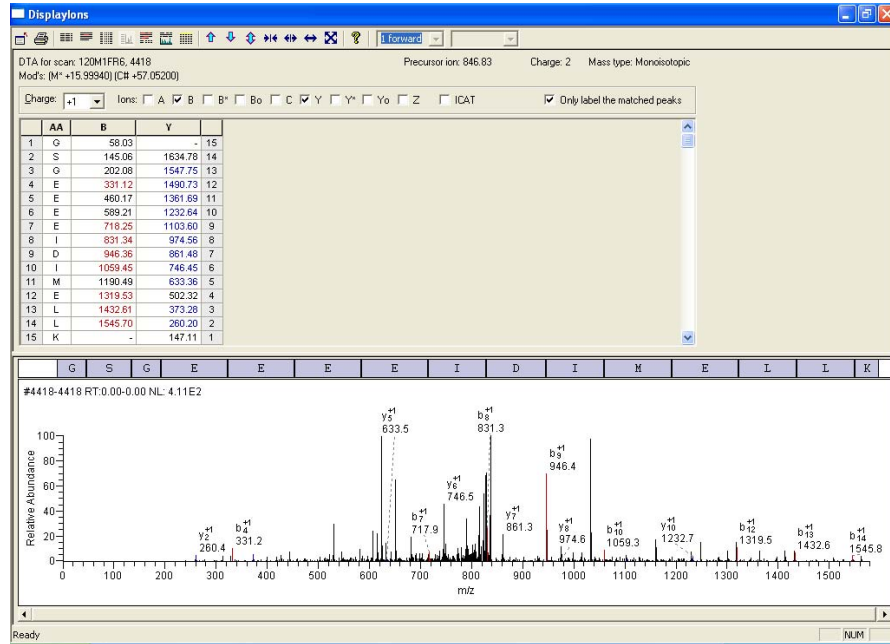 DisplayIons
1 forward
DTA for scan: 120M1FR6, 4418 Precursor ion: 846.83 Charge: 2 Mass type: Monoisotopic
Mod's: (M* +15.99940) (C# +57.05200)
Charge: +1 Ions: A B B* Bo C Y Y* Yo Z ICAT Only label the matched peaks
AA B Y
1 G 58.03 - 15
2 S 145.06 1634.78 14
3 G 202.08 1547.75 13
4 E 331.12 1490.73 12
5 E 460.17 1361.69 11
6 E 589.21 1232.64 10
7 E 718.25 1103.60 9
8 I 831.34 974.56 8
9 D 946.36 861.48 7
10 I 1059.45 746.45 6
11 M 1190.49 633.36 5
12 E 1319.53 502.32 4
13 L 1432.61 373.28 3
14 L 1545.70 260.20 2
15 K - 147.11 1
G S G E E E E I D I M E L L K
#4418-4418 RT:0.00-0.00 NL: 4.11E2
y5+1
633.5
b8+1
831.3
b9+1
946.4
y6+1
746.5
b7+1
717.9
y7+1
861.3
y8+1
974.6
b10+1
1059.3
y10+1
1232.7
b12+1
1319.5
b13+1
1432.6
b14+1
1545.8
y2+1
260.4
b4+1
331.2
Relative Abundance
100
80
60
40
20
0
0 100 200 300 400 500 600 700 800 900 1000 1100 1200 1300 1400 1500
m/z
Ready NUM